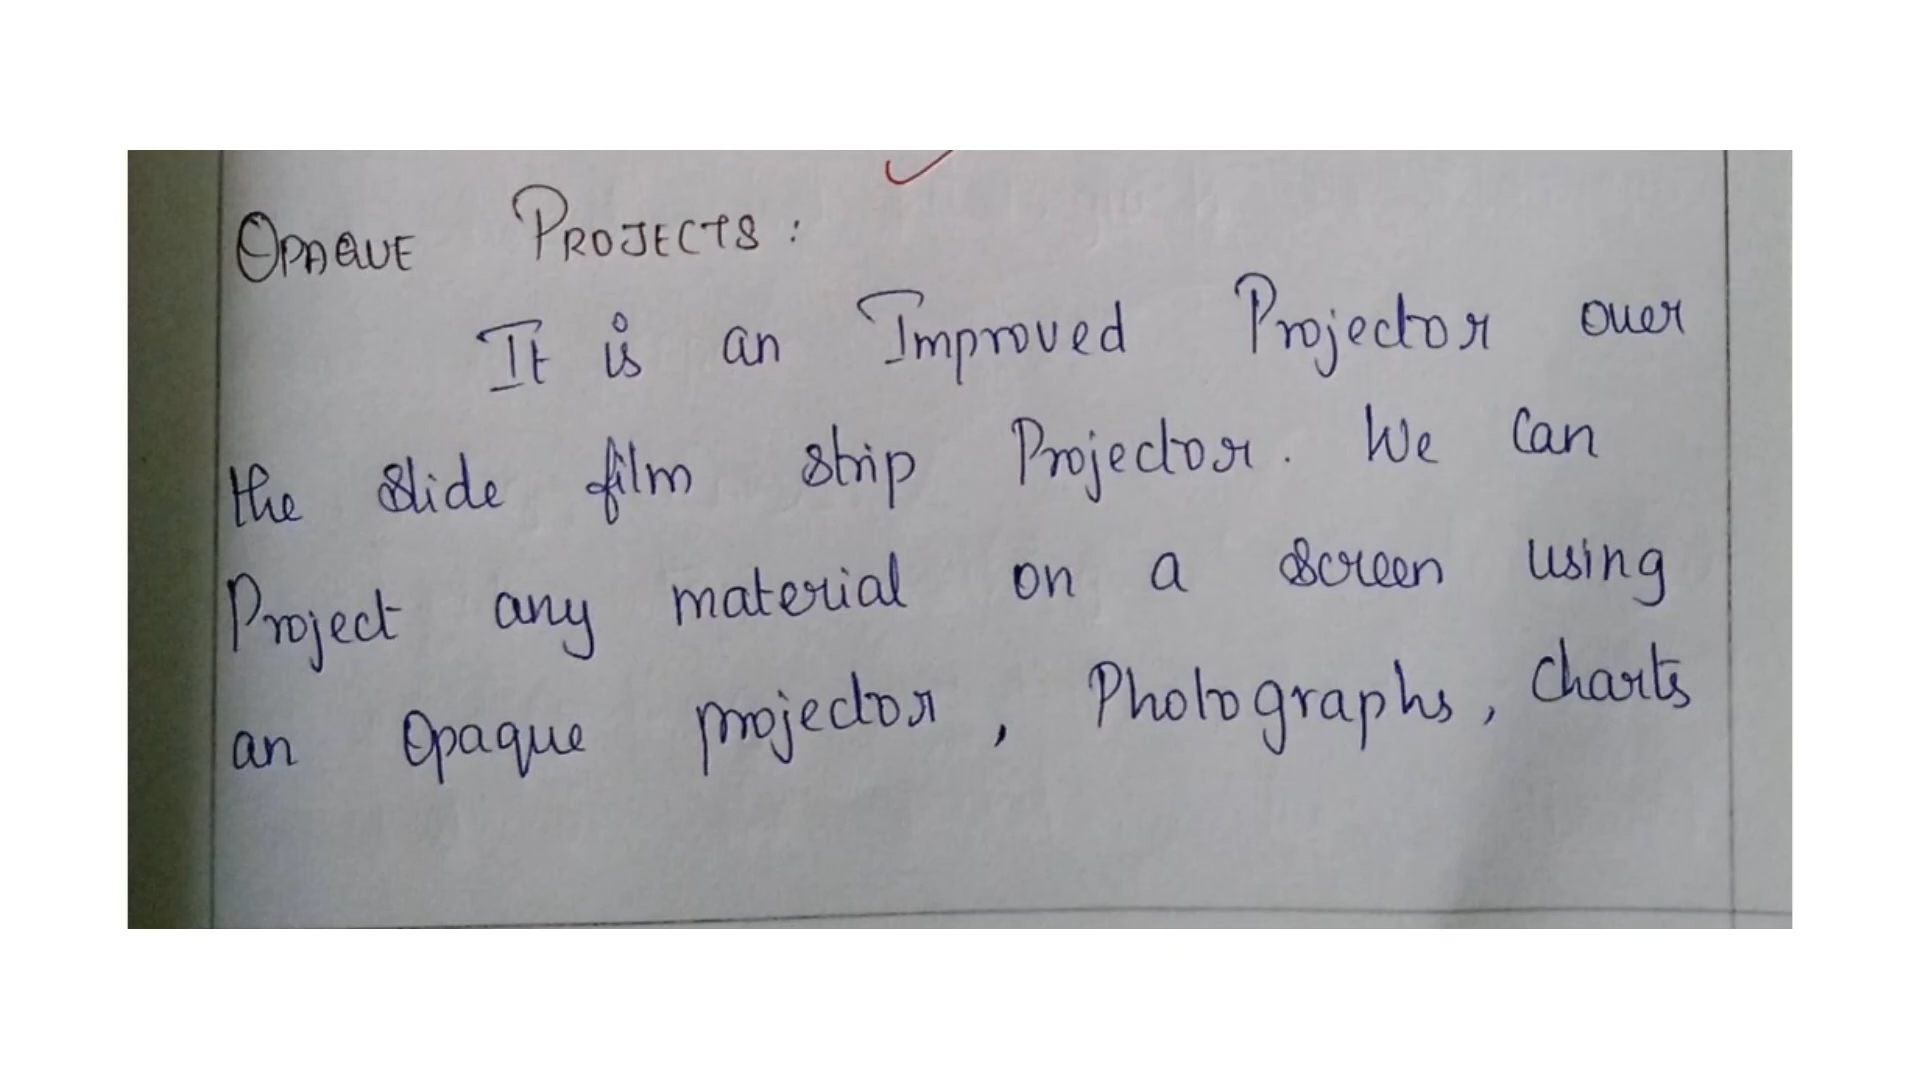 OPAQUE PROJECTS :
It is an Improved Projector over
the Slide film strip Projector. We Can
Project any material on a Screen using
an Opaque projector, Photographs, Charts